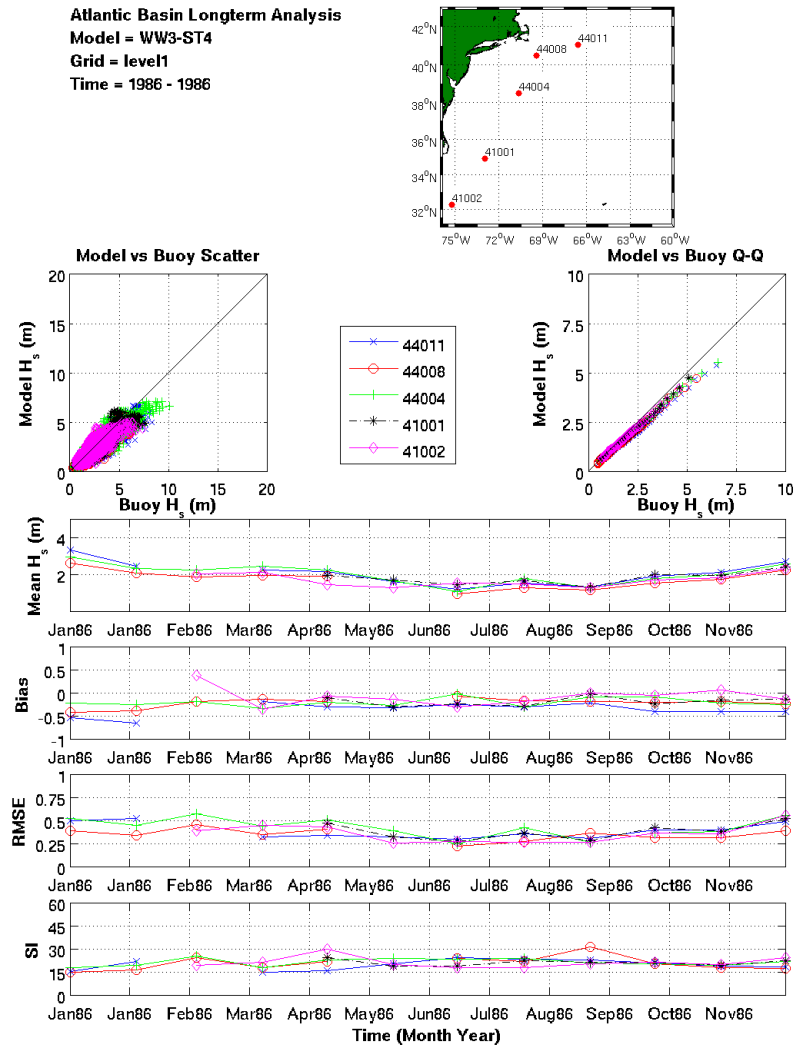 Atlantic Basin Longterm Analysis
Model = WW3-ST4
Grid = level1
Time = 1986 - 1986
42°N
40°N
38°N
36°N
34°N
32°N
75°W 72°W 69°W 66°W 63°W 60°W
44011
44008
44004
41001
41002
Model vs Buoy Scatter
Model Hs (m)
20
15
10
5
0
0 5 10 15 20
Buoy Hs (m)
44011
44008
44004
41001
41002
Model vs Buoy Q-Q
Model Hs (m)
10
7.5
5
2.5
0
0 2.5 5 7.5 10
Buoy Hs (m)
Mean Hs (m)
4
2
Jan86 Jan86 Feb86 Mar86 Apr86 May86 Jun86 Jul86 Aug86 Sep86 Oct86 Nov86
Bias
1
0.5
0
-0.5
-1
Jan86 Jan86 Feb86 Mar86 Apr86 May86 Jun86 Jul86 Aug86 Sep86 Oct86 Nov86
RMSE
1
0.75
0.5
0.25
0
Jan86 Jan86 Feb86 Mar86 Apr86 May86 Jun86 Jul86 Aug86 Sep86 Oct86 Nov86
SI
60
45
30
15
0
Jan86 Jan86 Feb86 Mar86 Apr86 May86 Jun86 Jul86 Aug86 Sep86 Oct86 Nov86
Time (Month Year)